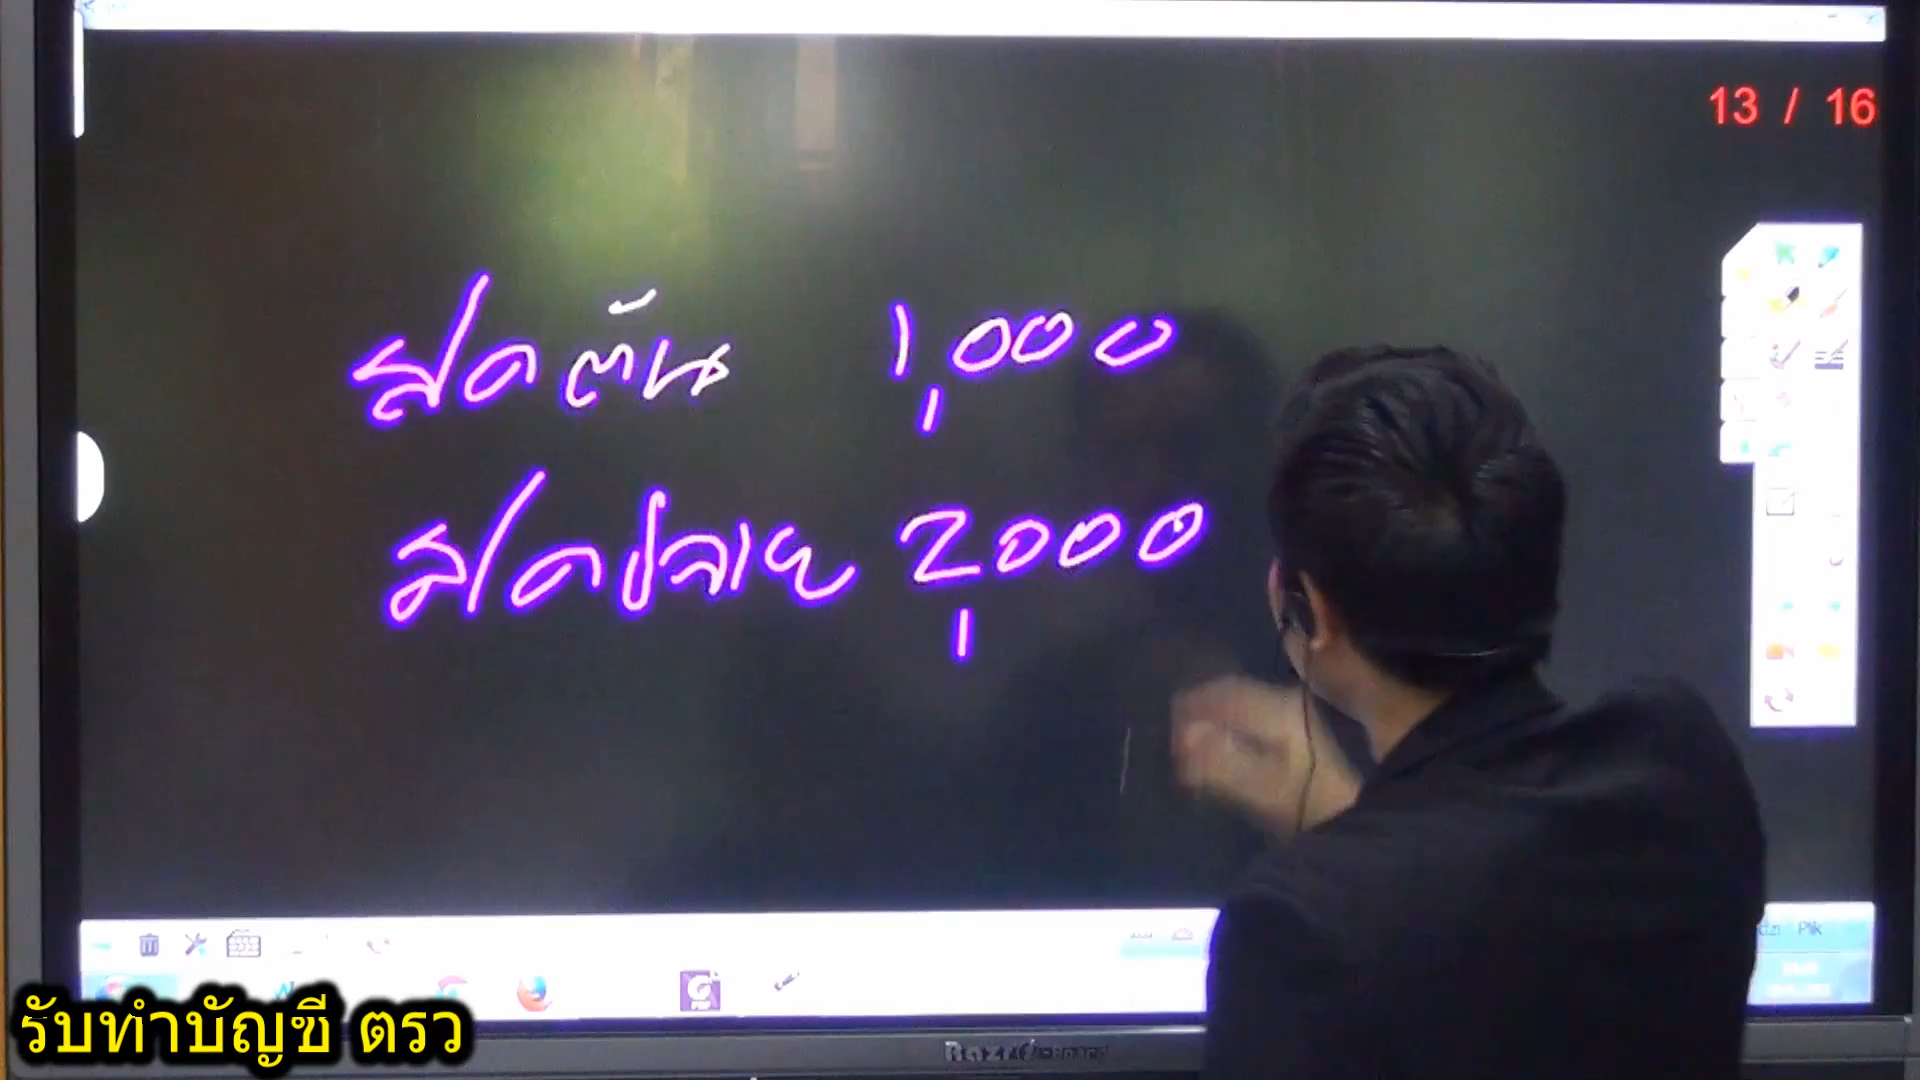 13 / 16
สดต้น 1,000
สดปลาย 2,000
Plik
รับทำบัญชี ตรว